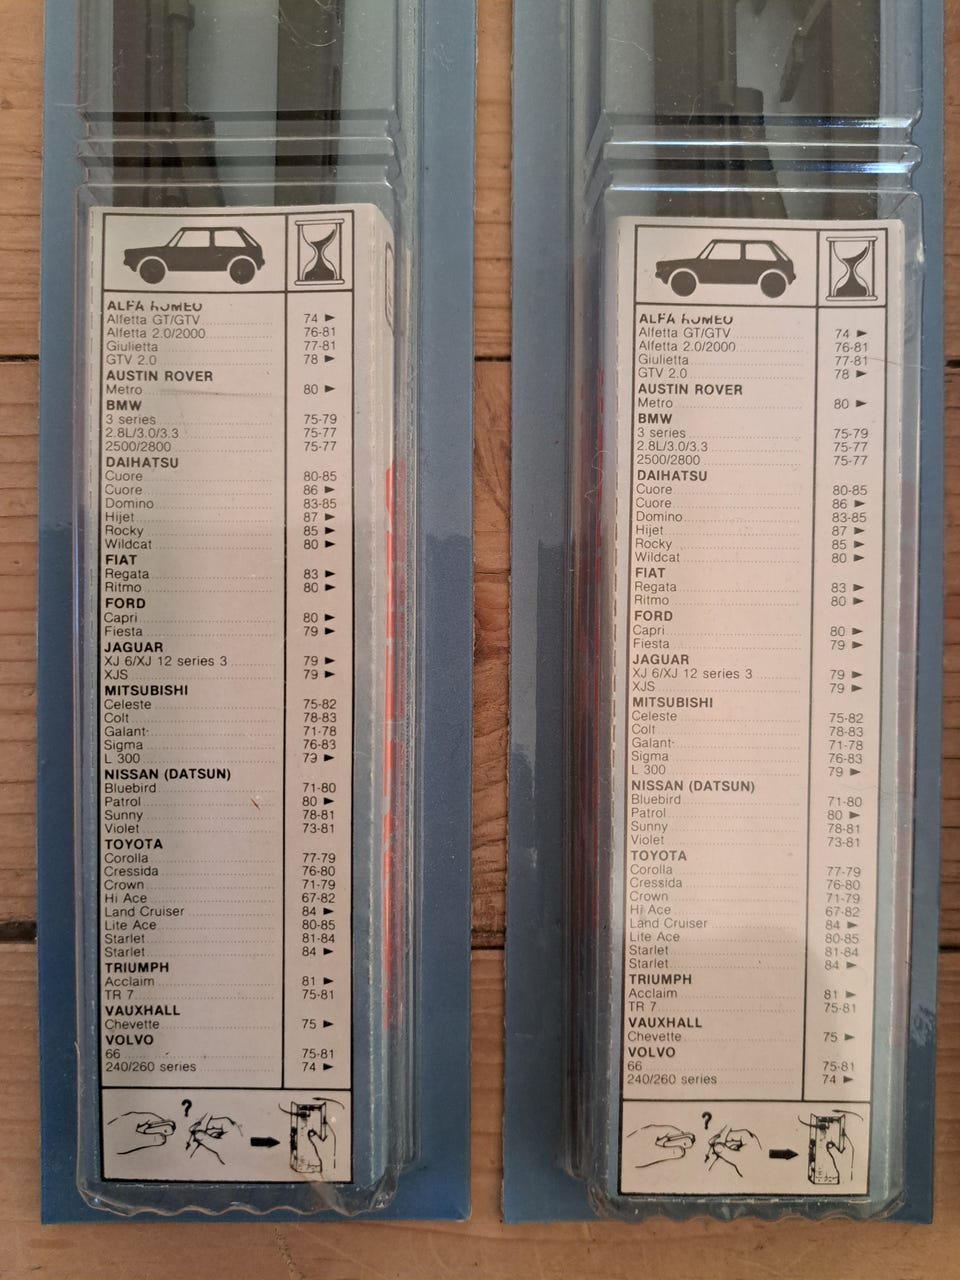 ALFA ROMEO
Alfetta GT/GTV 74 ►
Alfetta 2.0/2000 76-81
Giulietta 77-81
GTV 2.0 78 ►
AUSTIN ROVER
Metro 80 ►
BMW
3 series 75-79
2.8L/3.0/3.3 75-77
2500/2800 75-77
DAIHATSU
Cuore 80-85
Cuore 86 ►
Domino 83-85
Hijet 87 ►
Rocky 85 ►
Wildcat 80 ►
FIAT
Regata 83 ►
Ritmo 80 ►
FORD
Capri 80 ►
Fiesta 79 ►
JAGUAR
XJ 6/XJ 12 series 3 79 ►
XJS 79 ►
MITSUBISHI
Celeste 75-82
Colt 78-83
Galant 71-78
Sigma 76-83
L 300 79 ►
NISSAN (DATSUN)
Bluebird 71-80
Patrol 80 ►
Sunny 78-81
Violet 73-81
TOYOTA
Corolla 77-79
Cressida 76-80
Crown 71-79
Hi Ace 67-82
Land Cruiser 84 ►
Lite Ace 80-85
Starlet 81-84
Starlet 84 ►
TRIUMPH
Acclaim 81 ►
TR 7 75-81
VAUXHALL
Chevette 75 ►
VOLVO
66 75-81
240/260 series 74 ►
?
ALFA ROMEO
Alfetta GT/GTV 74 ►
Alfetta 2.0/2000 76-81
Giulietta 77-81
GTV 2.0 78 ►
AUSTIN ROVER
Metro 80 ►
BMW
3 series 75-79
2.8L/3.0/3.3 75-77
2500/2800 75-77
DAIHATSU
Cuore 80-85
Cuore 86 ►
Domino 83-85
Hijet 87 ►
Rocky 85 ►
Wildcat 80 ►
FIAT
Regata 83 ►
Ritmo 80 ►
FORD
Capri 80 ►
Fiesta 79 ►
JAGUAR
XJ 6/XJ 12 series 3 79 ►
XJS 79 ►
MITSUBISHI
Celeste 75-82
Colt 78-83
Galant 71-78
Sigma 76-83
L 300 79 ►
NISSAN (DATSUN)
Bluebird 71-80
Patrol 80 ►
Sunny 78-81
Violet 73-81
TOYOTA
Corolla 77-79
Cressida 76-80
Crown 71-79
Hi Ace 67-82
Land Cruiser 84 ►
Lite Ace 80-85
Starlet 81-84
Starlet 84 ►
TRIUMPH
Acclaim 81 ►
TR 7 75-81
VAUXHALL
Chevette 75 ►
VOLVO
66 75-81
240/260 series 74 ►
?